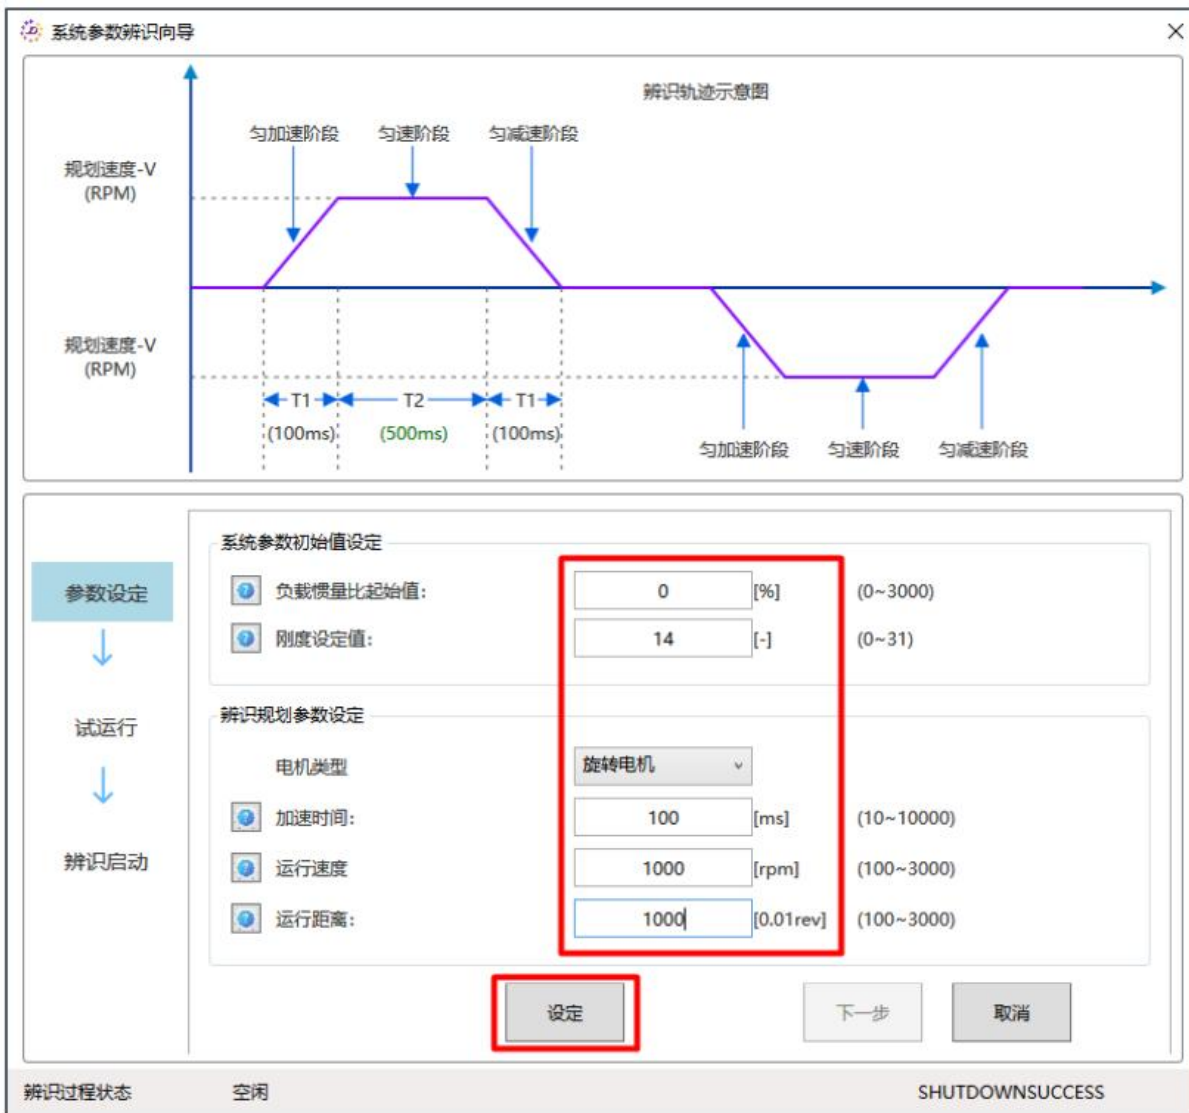 系统参数辨识向导
辨识轨迹示意图
匀加速阶段 匀速阶段 匀减速阶段
规划速度-V
(RPM)
规划速度-V
(RPM)
T1 T2 T1
(100ms) (500ms) (100ms)
匀加速阶段 匀速阶段 匀减速阶段
参数设定
试运行
辨识启动
系统参数初始值设定
负载惯量比起始值: 0 [%] (0~3000)
刚度设定值: 14 [-] (0~31)
辨识规划参数设定
电机类型 旋转电机
加速时间: 100 [ms] (10~10000)
运行速度 1000 [rpm] (100~3000)
运行距离: 1000 [0.01rev] (100~3000)
设定 下一步 取消
辨识过程状态 空闲 SHUTDOWNSUCCESS